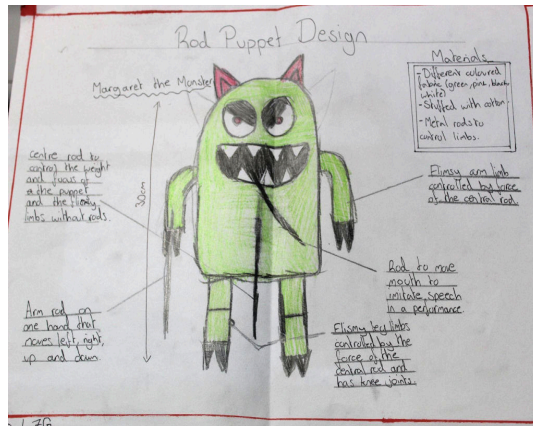 Rod Puppet Design
Margaret the Monster
Materials
- Different coloured
fabric (green, pink, black
white)
- Stuffed with cotton.
- Metal rods to
control limbs.
centre rod to
control the weight
and focus of
the puppet
and the flimsy
limbs without rods.
30cm
Flimsy arm limb
controlled by force
of the central rod.
Rod to move
mouth to
imitate speech
in a performance.
Arm rod on
one hand that
moves left, right,
up and down.
Flismy leg limbs
controlled by the
force of the
central rod and
has knee joints.